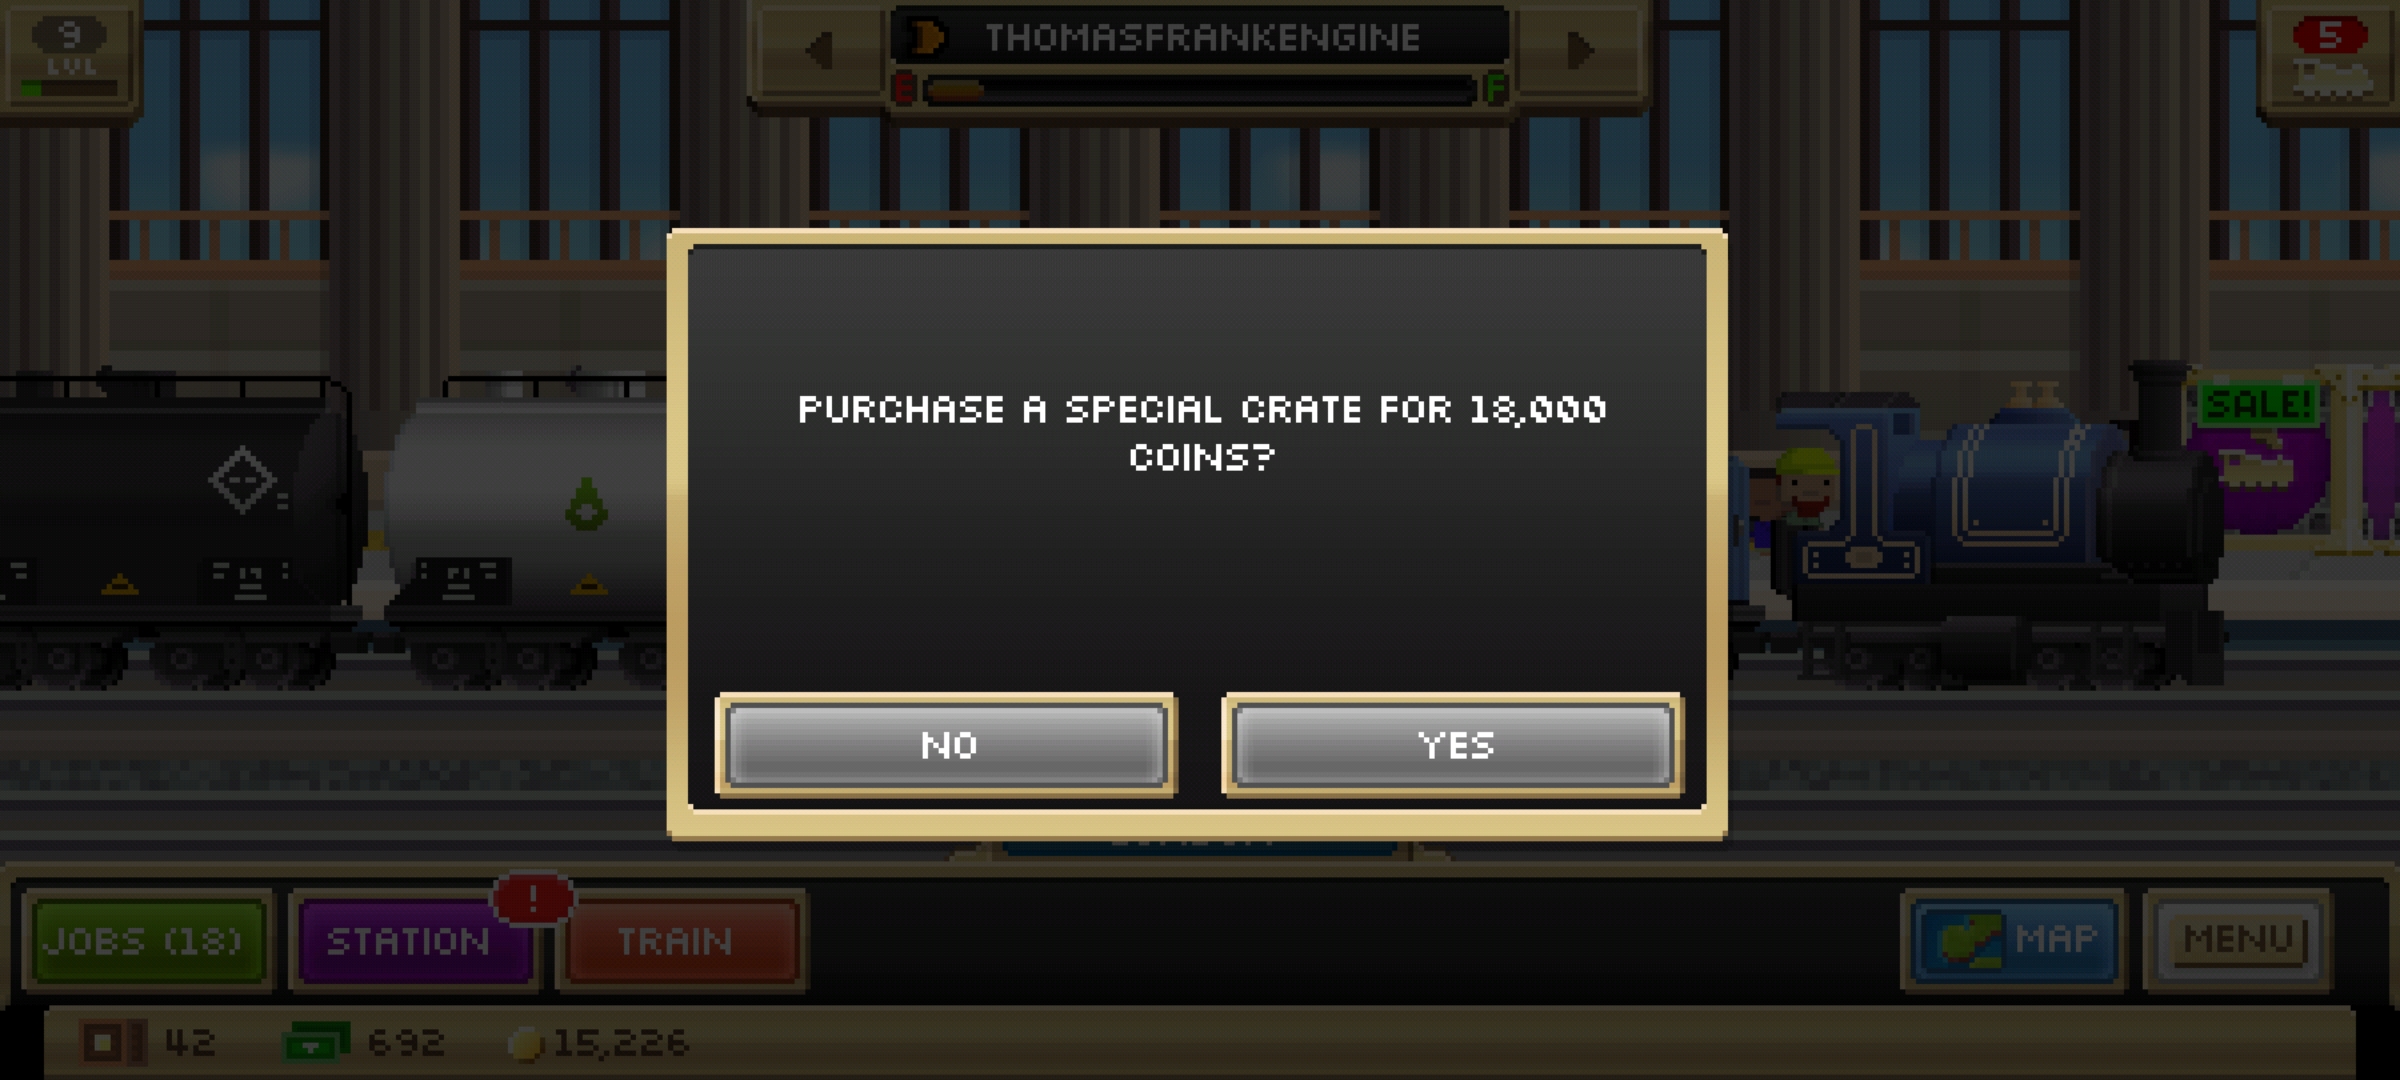 9
LVL
THOMASFRANKENGINE
E F
5
SALE!
PURCHASE A SPECIAL CRATE FOR 18,000
COINS?
NO YES
JOBS (18) STATION ! TRAIN MAP MENU
42 692 15,226